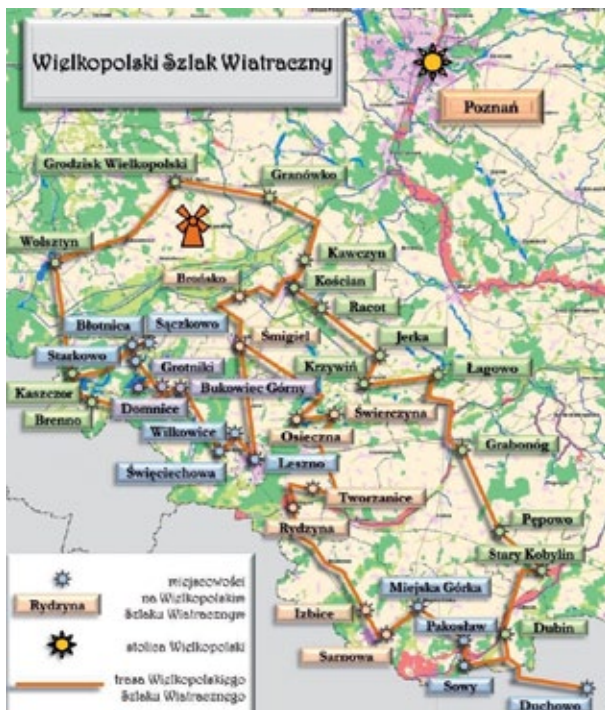 Wielkopolski Szlak Wiatraczny
Poznań
Grodzisk Wielkopolski
Granówko
Wolsztyn
Kawczyn
Brońsko
Kościan
Racot
Błotnica
Sączkowo
Śmigiel
Jerka
Starkowo
Grotniki
Krzywiń
Łagowo
Kaszczor
Bukowiec Górny
Brenno
Domnice
Świerczyna
Wilkowice
Osieczna
Grabonóg
Święciechowa
Leszno
Tworzanice
Pępowo
Rydzyna
Stary Kobylin
Miejska Górka
Izbice
Pakosław
Dubin
Sarnowa
Sowy
Duchowo
miejscowości
Rydzyna
na Wielkopolskim
Szlaku Wiatracznym
stolica Wielkopolski
trasa Wielkopolskiego
Szlaku Wiatracznego